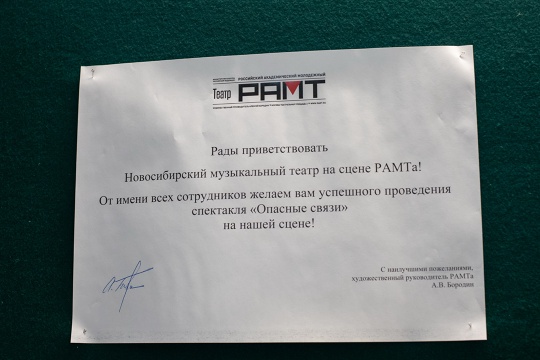 РОССИЙСКИЙ АКАДЕМИЧЕСКИЙ МОЛОДЕЖНЫЙ
Театр РАМТ
Рады приветствовать
Новосибирский музыкальный театр на сцене РАМТа!
От имени всех сотрудников желаем вам успешного проведения
спектакля «Опасные связи»
на нашей сцене!
С наилучшими пожеланиями,
художественный руководитель РАМТа
А.В. Бородин